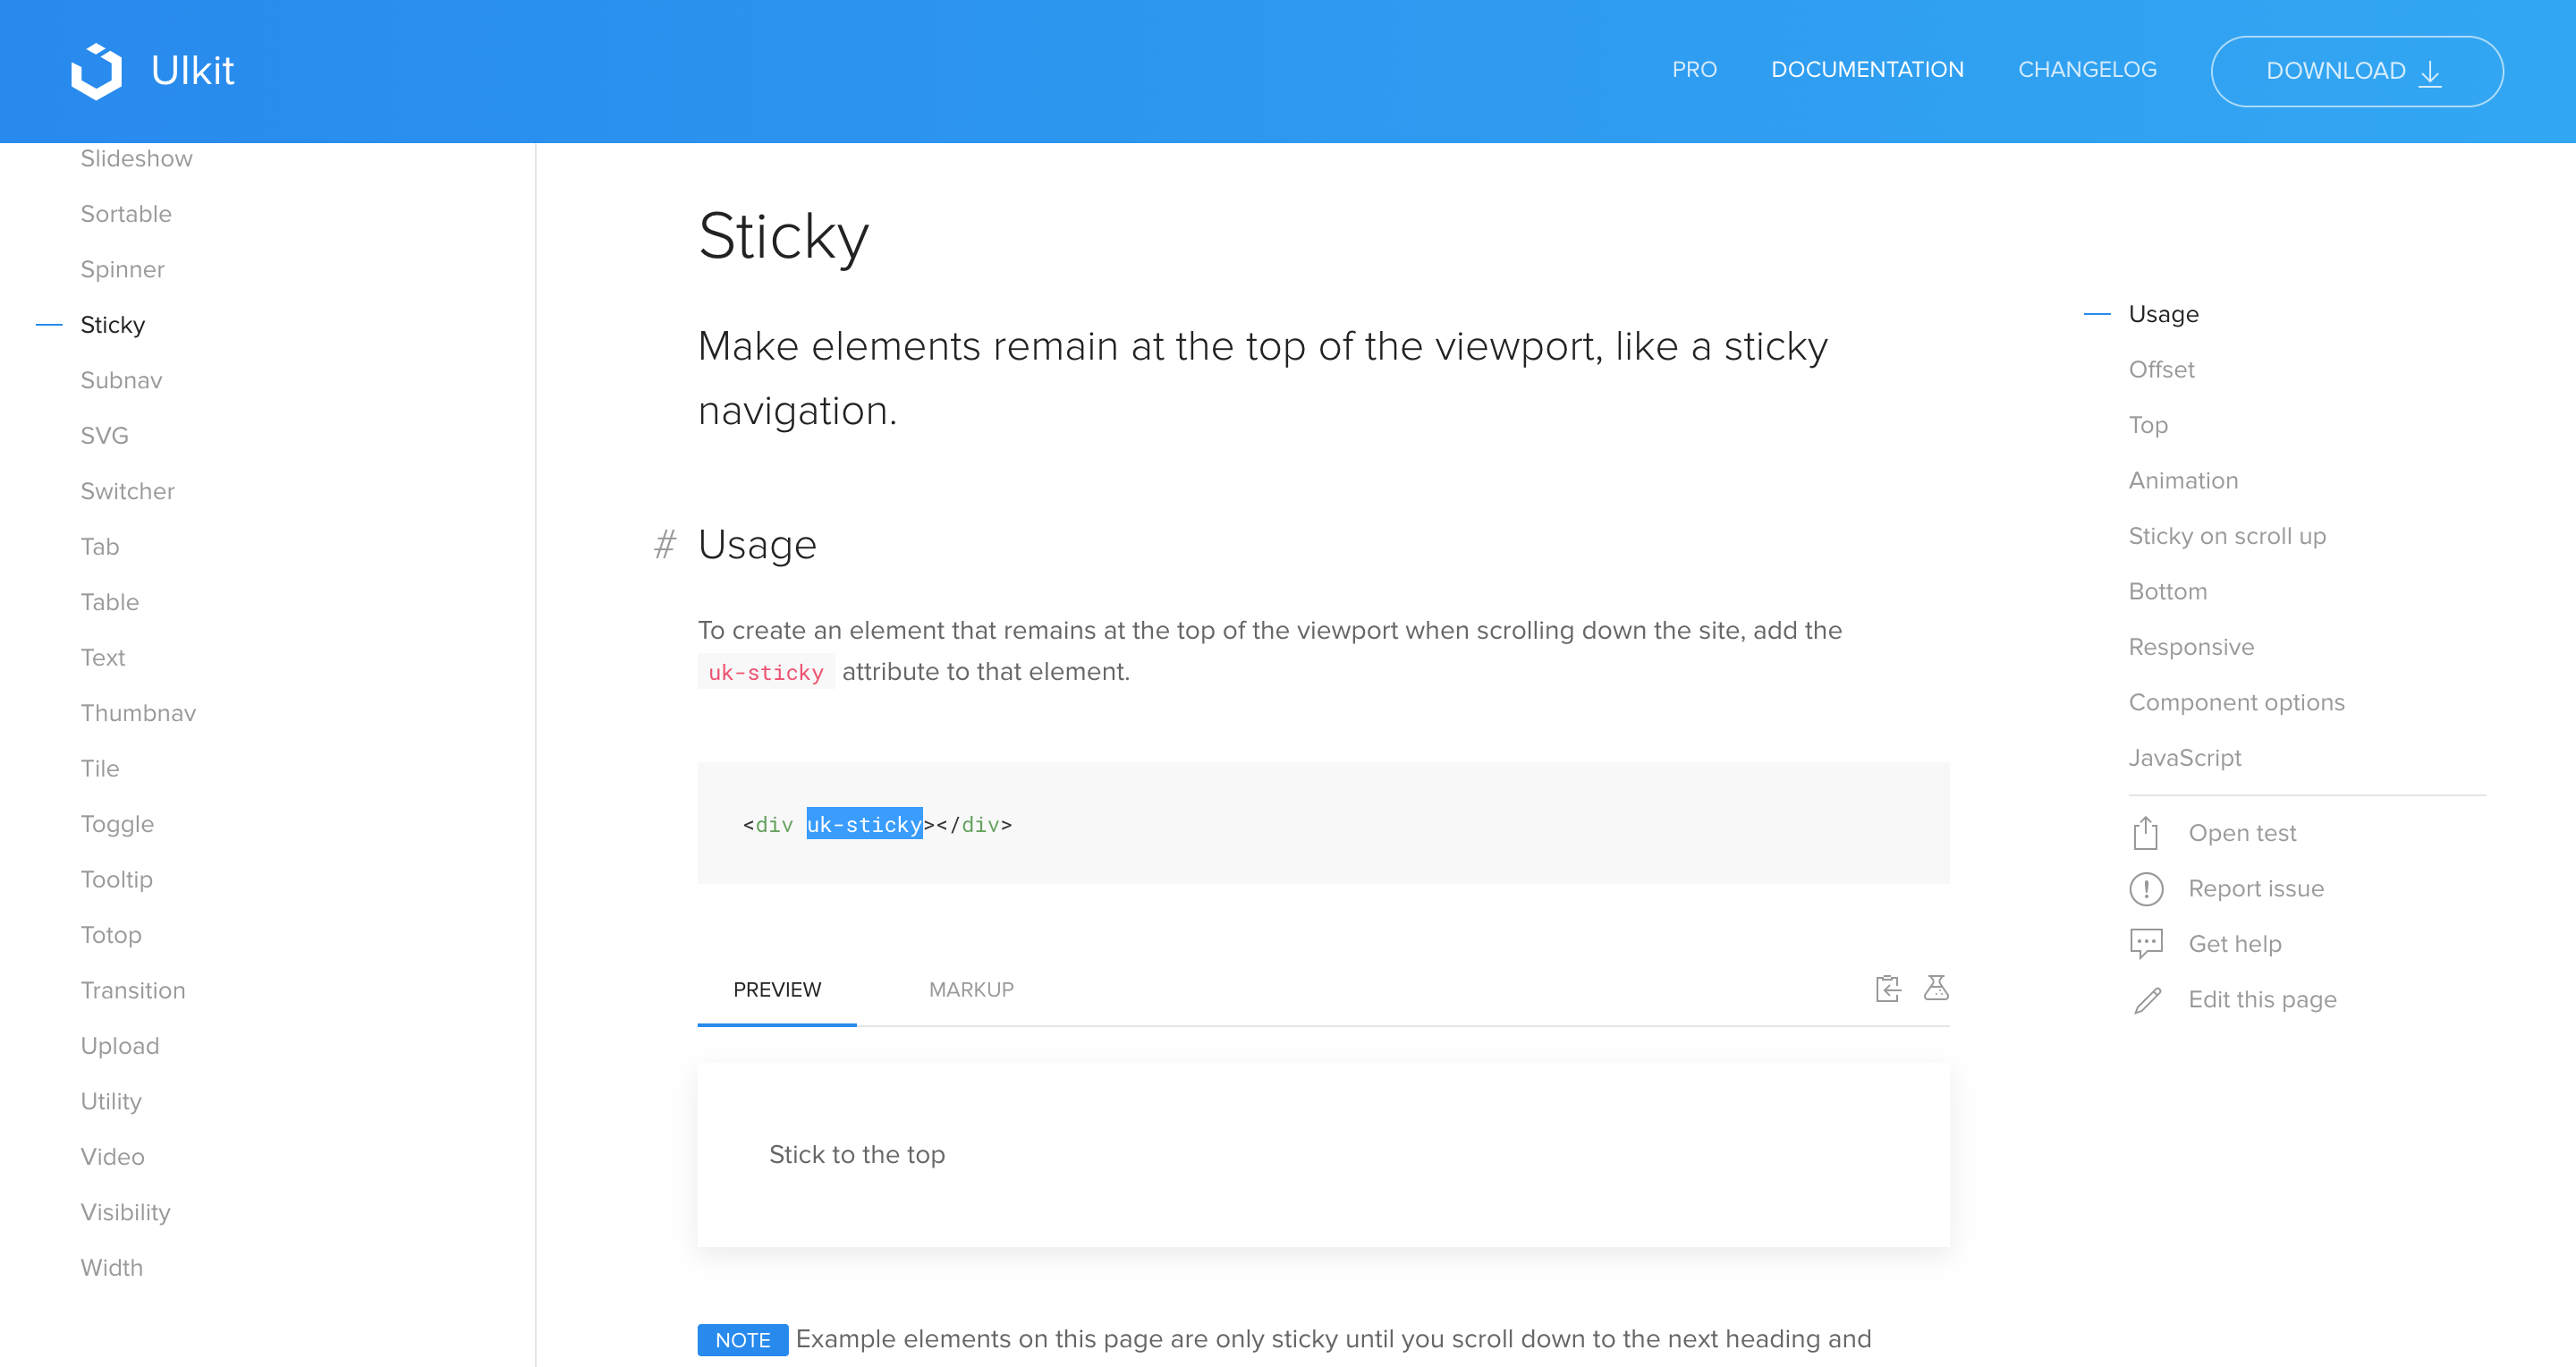 UIkit
PRO
DOCUMENTATION
CHANGELOG
DOWNLOAD
Slideshow
Sortable
Spinner
Sticky
Subnav
SVG
Switcher
Tab
Table
Text
Thumbnav
Tile
Toggle
Tooltip
Totop
Transition
Upload
Utility
Video
Visibility
Width
Sticky
Make elements remain at the top of the viewport, like a sticky
navigation.
# Usage
To create an element that remains at the top of the viewport when scrolling down the site, add the
uk-sticky attribute to that element.
<div uk-sticky></div>
PREVIEW
MARKUP
Stick to the top
NOTE Example elements on this page are only sticky until you scroll down to the next heading and
Usage
Offset
Top
Animation
Sticky on scroll up
Bottom
Responsive
Component options
JavaScript
Open test
Report issue
Get help
Edit this page